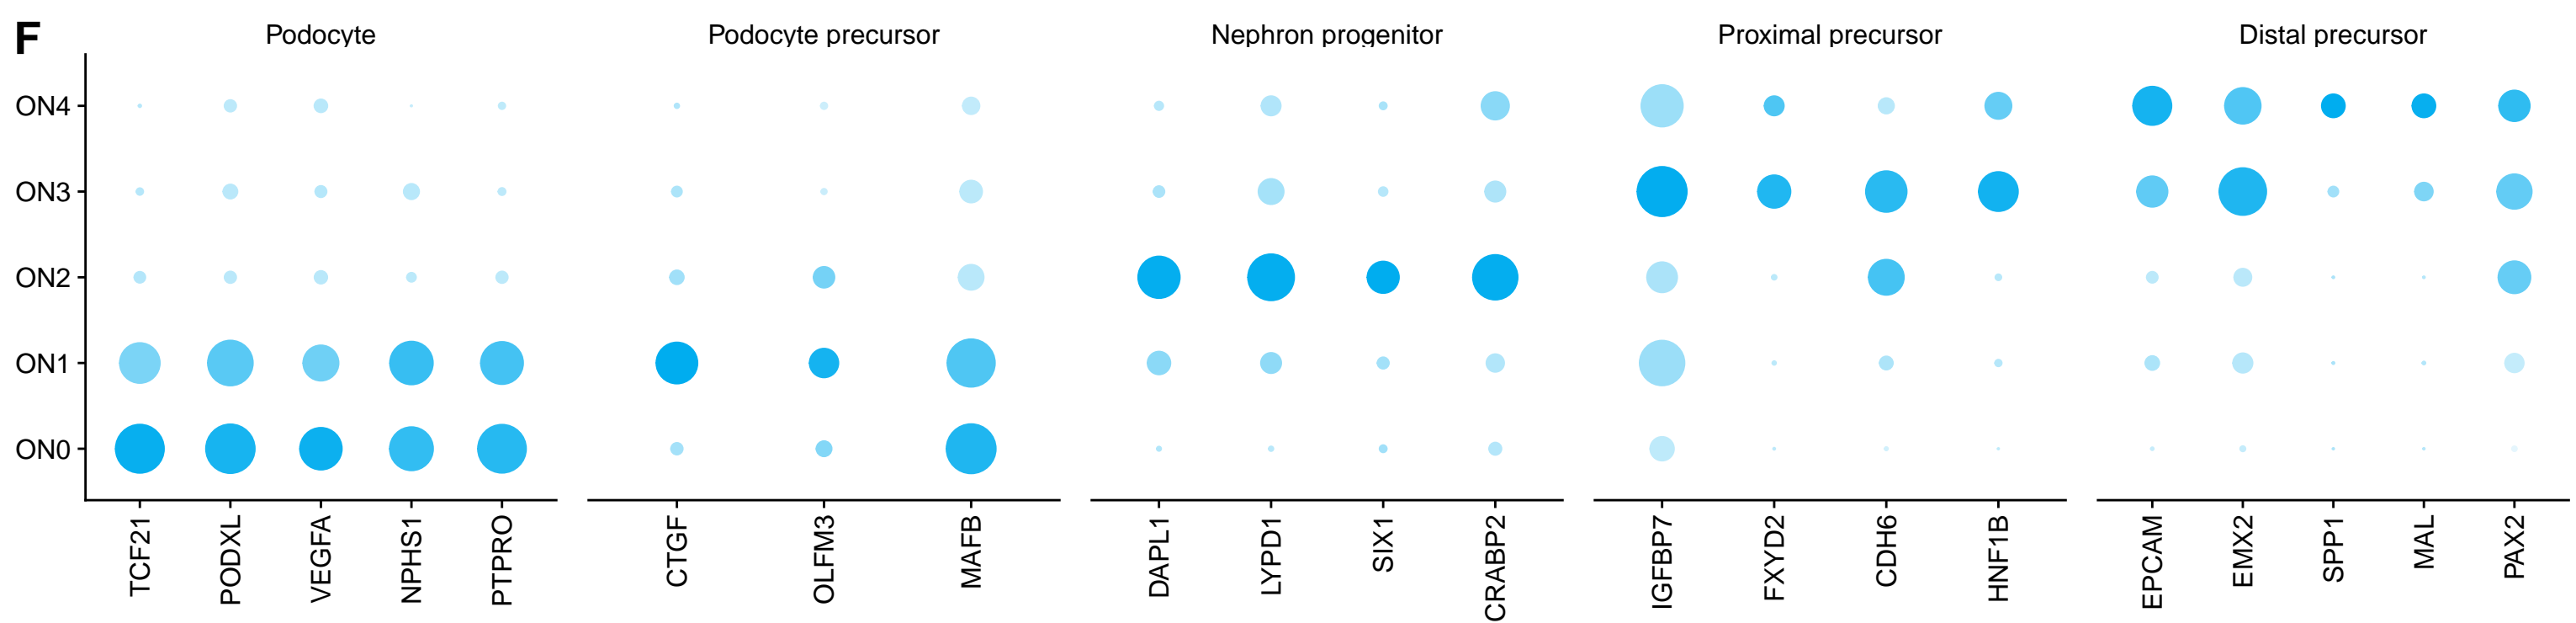 F
Podocyte
Podocyte precursor
Nephron progenitor
Proximal precursor
Distal precursor
ON4
ON3
ON2
ON1
ON0
TCF21
PODXL
VEGFA
NPHS1
PTPRO
CTGF
OLFM3
MAFB
DAPL1
LYPD1
SIX1
CRABP2
IGFBP7
FXYD2
CDH6
HNF1B
EPCAM
EMX2
SPP1
MAL
PAX2